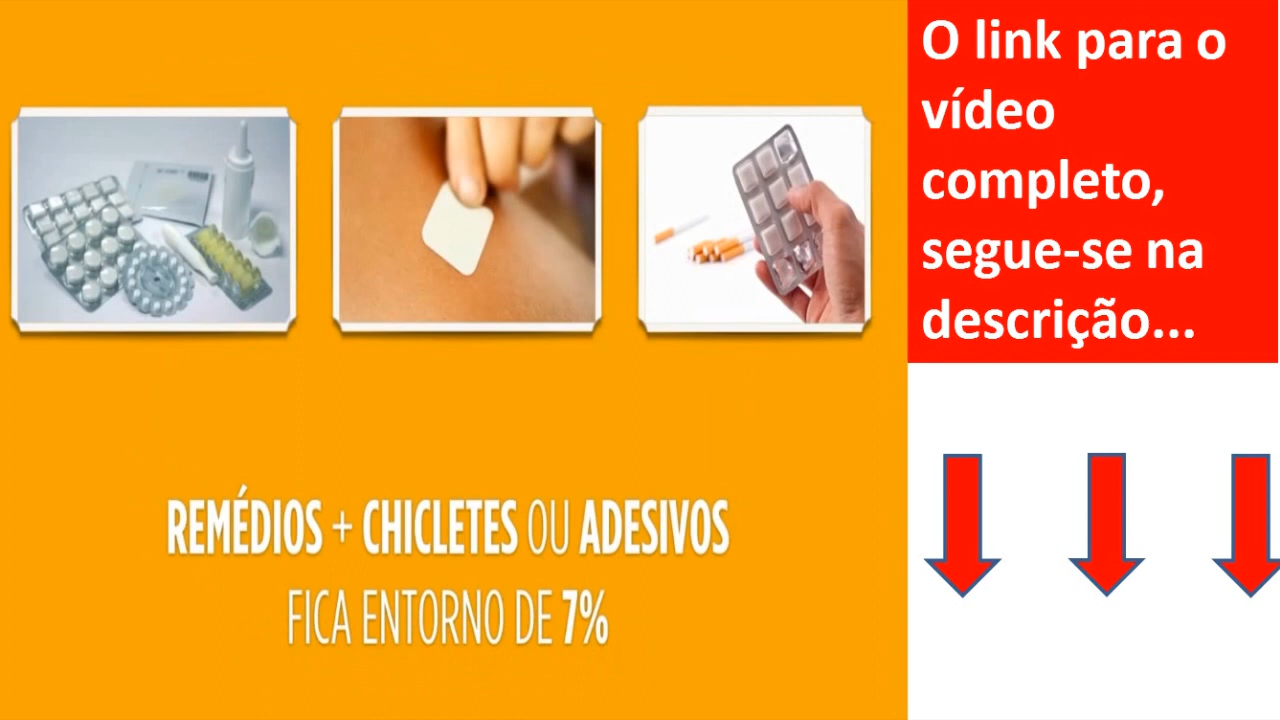 REMÉDIOS + CHICLETES OU ADESIVOS
FICA ENTORNO DE 7%
O link para o
vídeo
completo,
segue-se na
descrição...